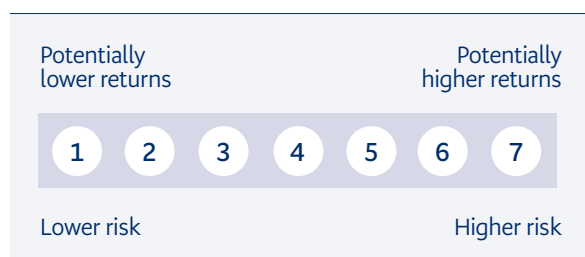 Potentially
lower returns
Potentially
higher returns
1 2 3 4 5 6 7
Lower risk
Higher risk